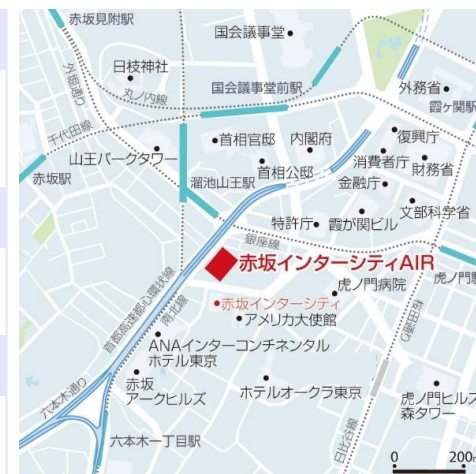 赤坂見附駅
国会議事堂
日枝神社
外堀通り
丸ノ内線
国会議事堂前駅
外務省
霞ヶ関駅
千代田線
山王パークタワー
首相官邸
内閣府
復興庁
消費者庁
財務省
赤坂駅
溜池山王駅
首相公邸
金融庁
文部科学省
特許庁
霞が関ビル
銀座線
赤坂インターシティAIR
虎ノ門駅
虎ノ門病院
首都高速都心環状線
南北線
赤坂インターシティ
アメリカ大使館
桜田通り
ANAインターコンチネンタル
ホテル東京
赤坂
アークヒルズ
ホテルオークラ東京
虎ノ門ヒルズ
森タワー
六本木通り
六本木一丁目駅
日比谷線
0 200